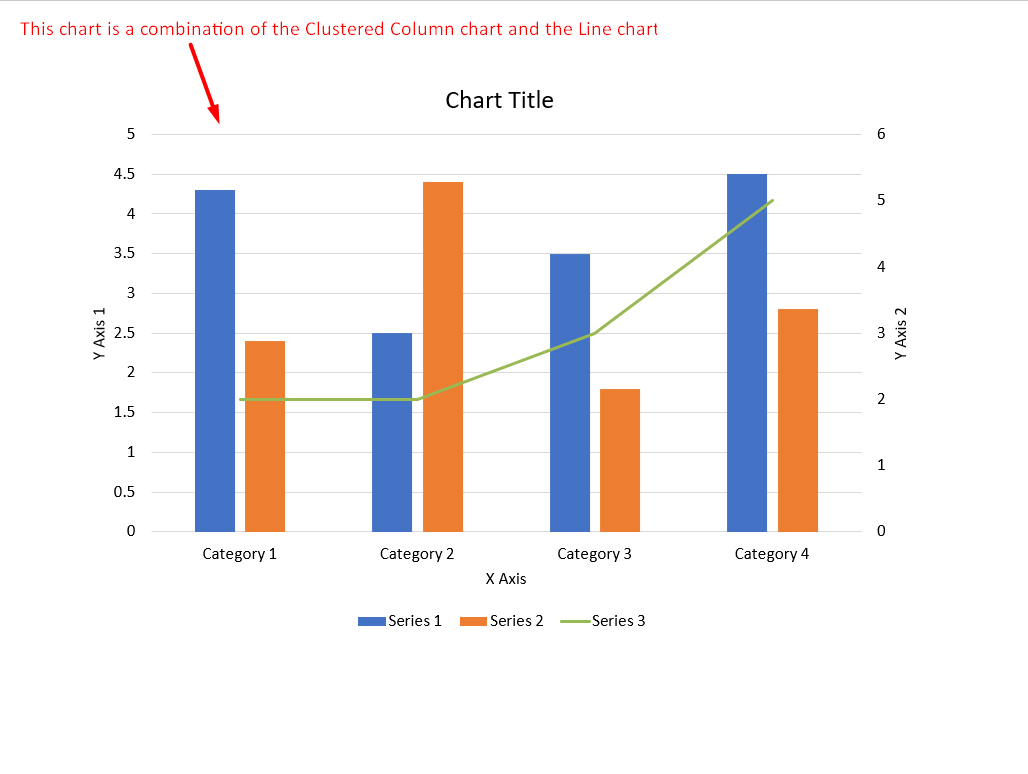 This chart is a combination of the Clustered Column chart and the Line chart
Chart Title
5
4.5
4
3.5
3
2.5
2
1.5
1
0.5
0
Y Axis 1
6
5
4
3
2
1
0
Y Axis 2
Category 1
Category 2
Category 3
Category 4
X Axis
Series 1
Series 2
Series 3